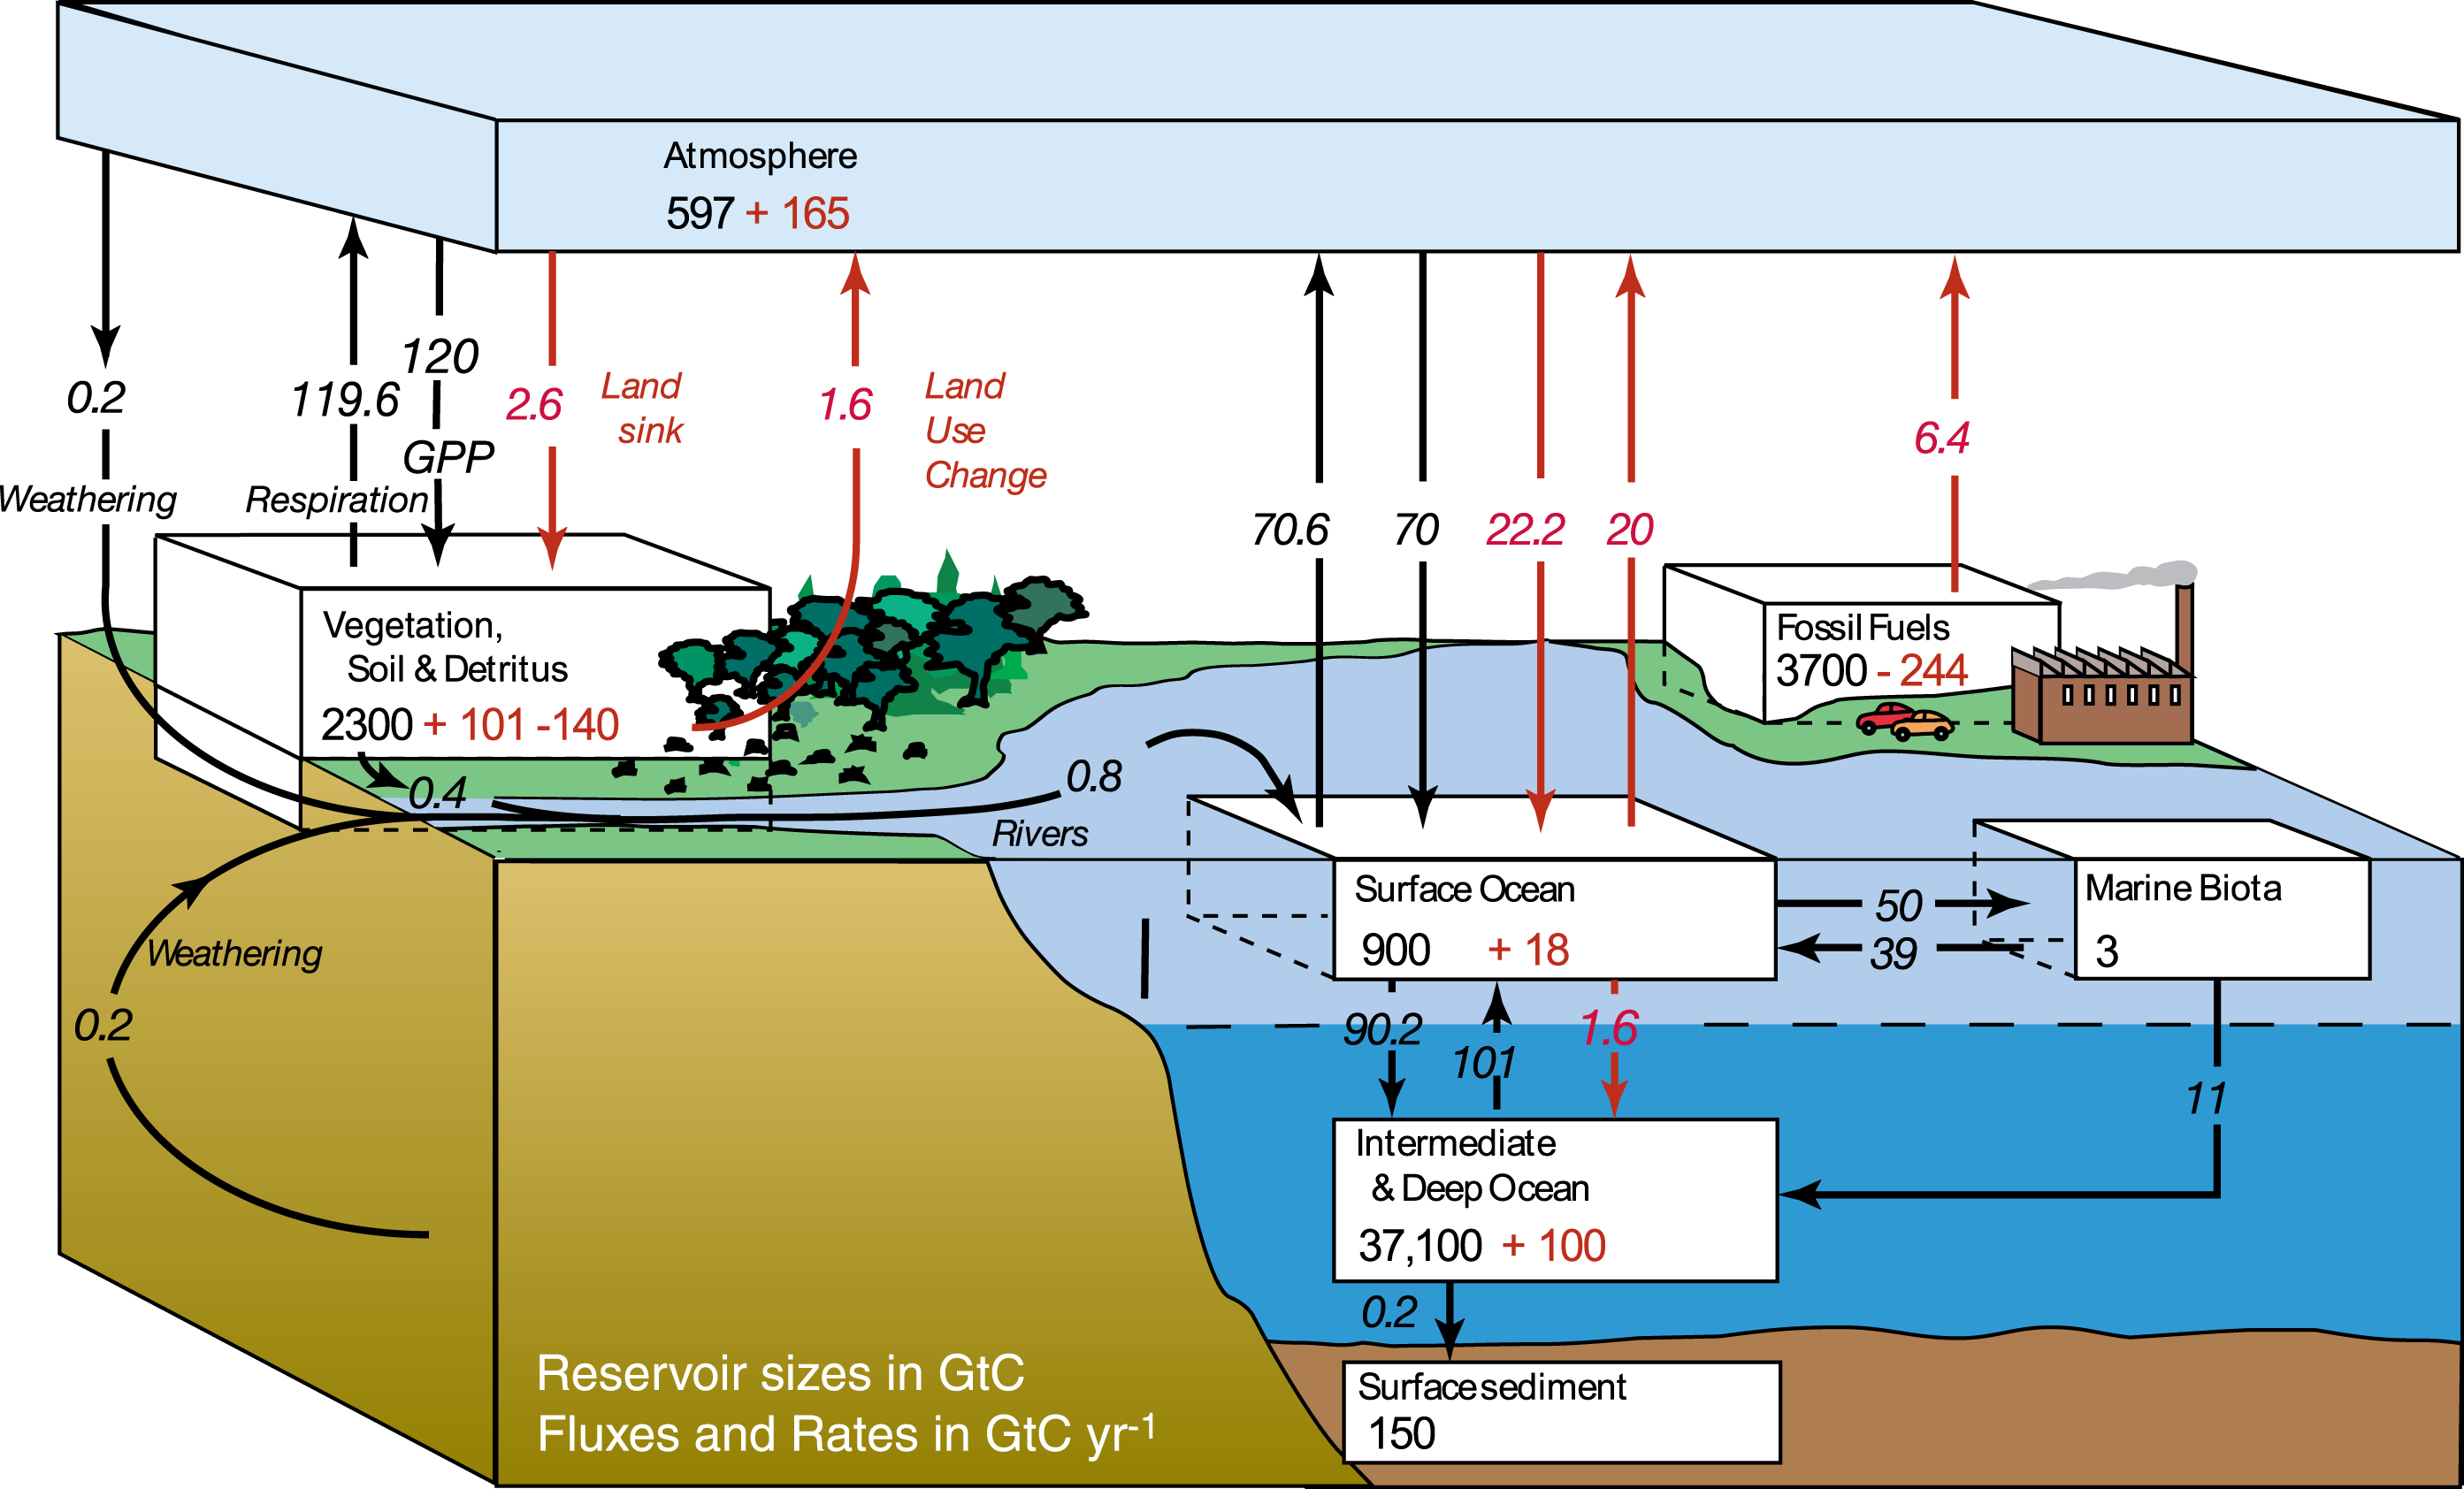 Atmosphere
597 + 165
0.2
119.6
120
GPP
2.6
Land
sink
1.6
Land
Use
Change
70.6
70
22.2
20
6.4
Weathering
Respiration
Vegetation,
Soil & Detritus
2300 + 101 -140
Fossil Fuels
3700 - 244
0.4
0.8
Rivers
Surface Ocean
900 + 18
50
39
Marine Biota
3
Weathering
0.2
90.2
101
1.6
11
Intermediate
& Deep Ocean
37,100 + 100
0.2
Surface sediment
150
Reservoir sizes in GtC
Fluxes and Rates in GtC yr-1